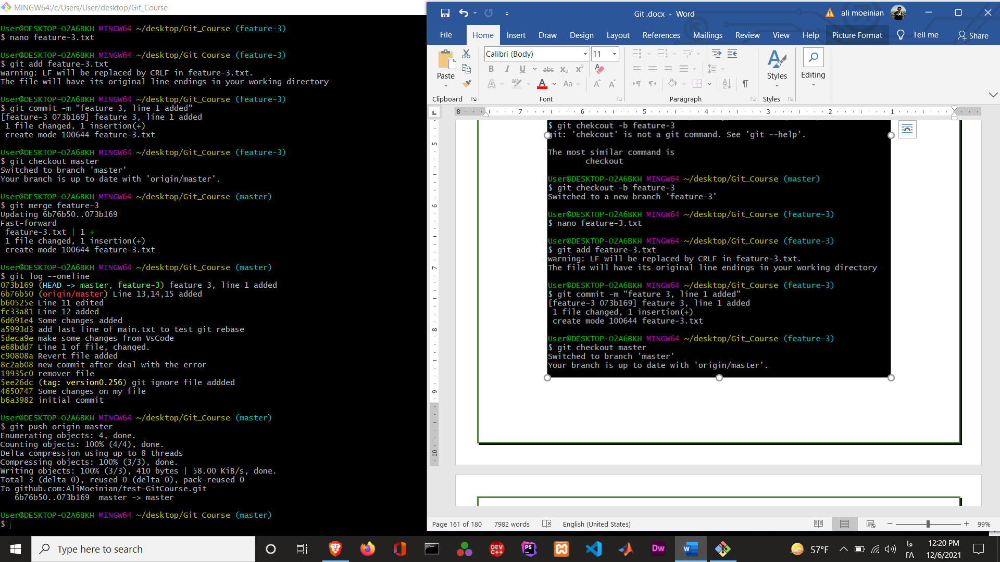 MINGW64:/c/Users/User/desktop/Git_Course
User@DESKTOP-O2A6BKH MINGW64 ~/desktop/Git_Course (feature-3)
$ nano feature-3.txt
User@DESKTOP-O2A6BKH MINGW64 ~/desktop/Git_Course (feature-3)
$ git add feature-3.txt
warning: LF will be replaced by CRLF in feature-3.txt.
The file will have its original line endings in your working directory
User@DESKTOP-O2A6BKH MINGW64 ~/desktop/Git_Course (feature-3)
$ git commit -m "feature 3, line 1 added"
[feature-3 073b169] feature 3, line 1 added
1 file changed, 1 insertion(+)
create mode 100644 feature-3.txt
User@DESKTOP-O2A6BKH MINGW64 ~/desktop/Git_Course (feature-3)
$ git checkout master
Switched to branch 'master'
Your branch is up to date with 'origin/master'.
User@DESKTOP-O2A6BKH MINGW64 ~/desktop/Git_Course (master)
$ git merge feature-3
Updating 6b76b50..073b169
Fast-forward
feature-3.txt | 1 +
1 file changed, 1 insertion(+)
create mode 100644 feature-3.txt
User@DESKTOP-O2A6BKH MINGW64 ~/desktop/Git_Course (master)
$ git log --oneline
073b169 (HEAD -> master, feature-3) feature 3, line 1 added
6b76b50 (origin/master) Line 13,14,15 added
b60525e Line 11 edited
fc33a81 Line 12 added
6d691e4 Some changes added
a5993d3 add last line of main.txt to test git rebase
5deca9e make some changes from VsCode
e68bdd7 Line 1 of file, changed.
c90808a Revert file added
8c2ab08 new commit after deal with the error
19935c0 remover file
5ee26dc (tag: version0.256) git ignore file addded
4650747 Some changes on my file
b6a3982 initial commit
User@DESKTOP-O2A6BKH MINGW64 ~/desktop/Git_Course (master)
$ git push origin master
Enumerating objects: 4, done.
Counting objects: 100% (4/4), done.
Delta compression using up to 8 threads
Compressing objects: 100% (3/3), done.
Writing objects: 100% (3/3), 410 bytes | 58.00 KiB/s, done.
Total 3 (delta 0), reused 0 (delta 0), pack-reused 0
To github.com:AliMoeinian/test-GitCourse.git
6b76b50..073b169 master -> master
User@DESKTOP-O2A6BKH MINGW64 ~/desktop/Git_Course (master)
$
Git .docx - Word
ali moeinian
File Home Insert Draw Design Layout References Mailings Review View Help Picture Format Tell me Share
Calibri (Body) 11
Paste
Styles
Editing
Clipboard Font Paragraph Styles
8 7 6 5 4 3 2 1
5
6
7
8
9
10
$ git chekcout -b feature-3
git: 'chekcout' is not a git command. See 'git --help'.
The most similar command is
checkout
User@DESKTOP-O2A6BKH MINGW64 ~/desktop/Git_Course (master)
$ git checkout -b feature-3
Switched to a new branch 'feature-3'
User@DESKTOP-O2A6BKH MINGW64 ~/desktop/Git_Course (feature-3)
$ nano feature-3.txt
User@DESKTOP-O2A6BKH MINGW64 ~/desktop/Git_Course (feature-3)
$ git add feature-3.txt
warning: LF will be replaced by CRLF in feature-3.txt.
The file will have its original line endings in your working directory
User@DESKTOP-O2A6BKH MINGW64 ~/desktop/Git_Course (feature-3)
$ git commit -m "feature 3, line 1 added"
[feature-3 073b169] feature 3, line 1 added
1 file changed, 1 insertion(+)
create mode 100644 feature-3.txt
User@DESKTOP-O2A6BKH MINGW64 ~/desktop/Git_Course (feature-3)
$ git checkout master
Switched to branch 'master'
Your branch is up to date with 'origin/master'.
Page 161 of 180 7982 words English (United States) 99%
Type here to search
57°F
فا
FA
12:20 PM
12/6/2021